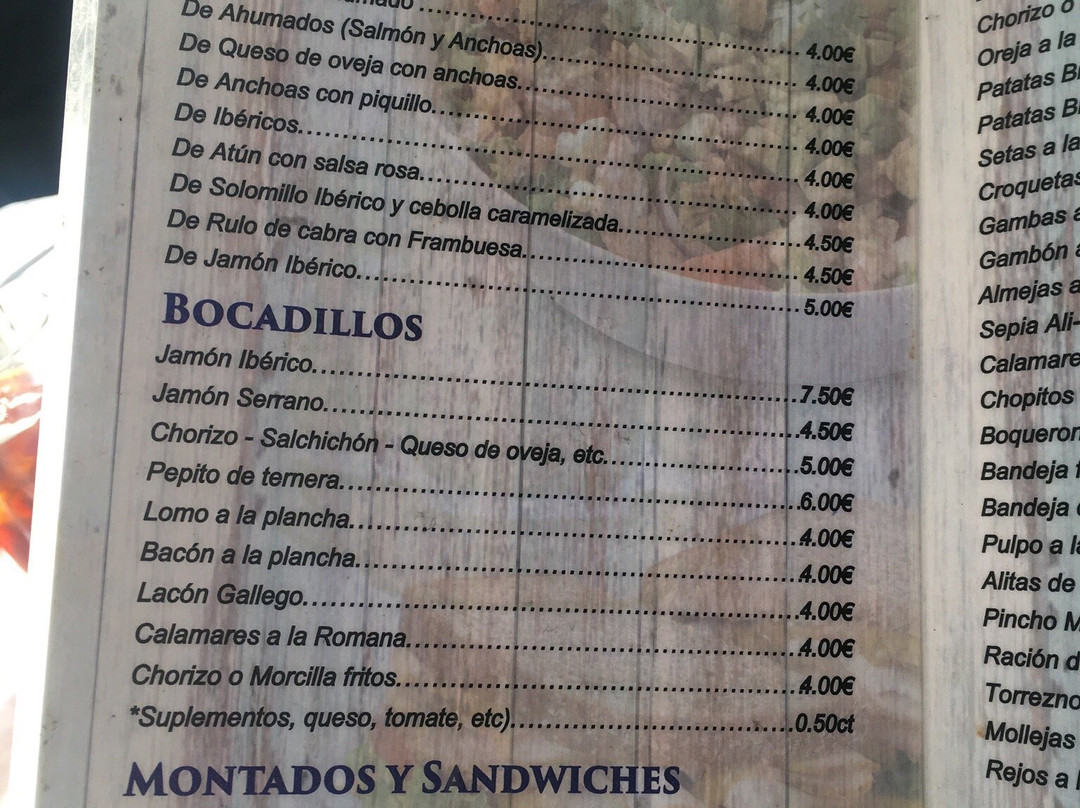 4.00€
De Ahumados (Salmón y Anchoas) 4.00€
De Queso de oveja con anchoas 4.00€
De Anchoas con piquillo 4.00€
De Ibéricos 4.00€
De Atún con salsa rosa 4.00€
De Solomillo Ibérico y cebolla caramelizada 4.50€
De Rulo de cabra con Frambuesa 4.50€
De Jamón Ibérico 5.00€
BOCADILLOS
Jamón Ibérico 7.50€
Jamón Serrano 4.50€
Chorizo - Salchichón - Queso de oveja, etc 5.00€
Pepito de ternera 6.00€
Lomo a la plancha 4.00€
Bacón a la plancha 4.00€
Lacón Gallego 4.00€
Calamares a la Romana 4.00€
Chorizo o Morcilla fritos 4.00€
*Suplementos, queso, tomate, etc) 0.50ct
MONTADOS Y SANDWICHES
Chorizo o
Oreja a la
Patatas
Patatas
Setas a la
Croquetas
Gambas a
Gambón
Almejas a
Sepia Ali-
Calamare
Chopitos
Boqueron
Bandeja
Bandeja
Pulpo a la
Alitas de
Pincho M
Ración d
Torrezno
Mollejas
Rejos a